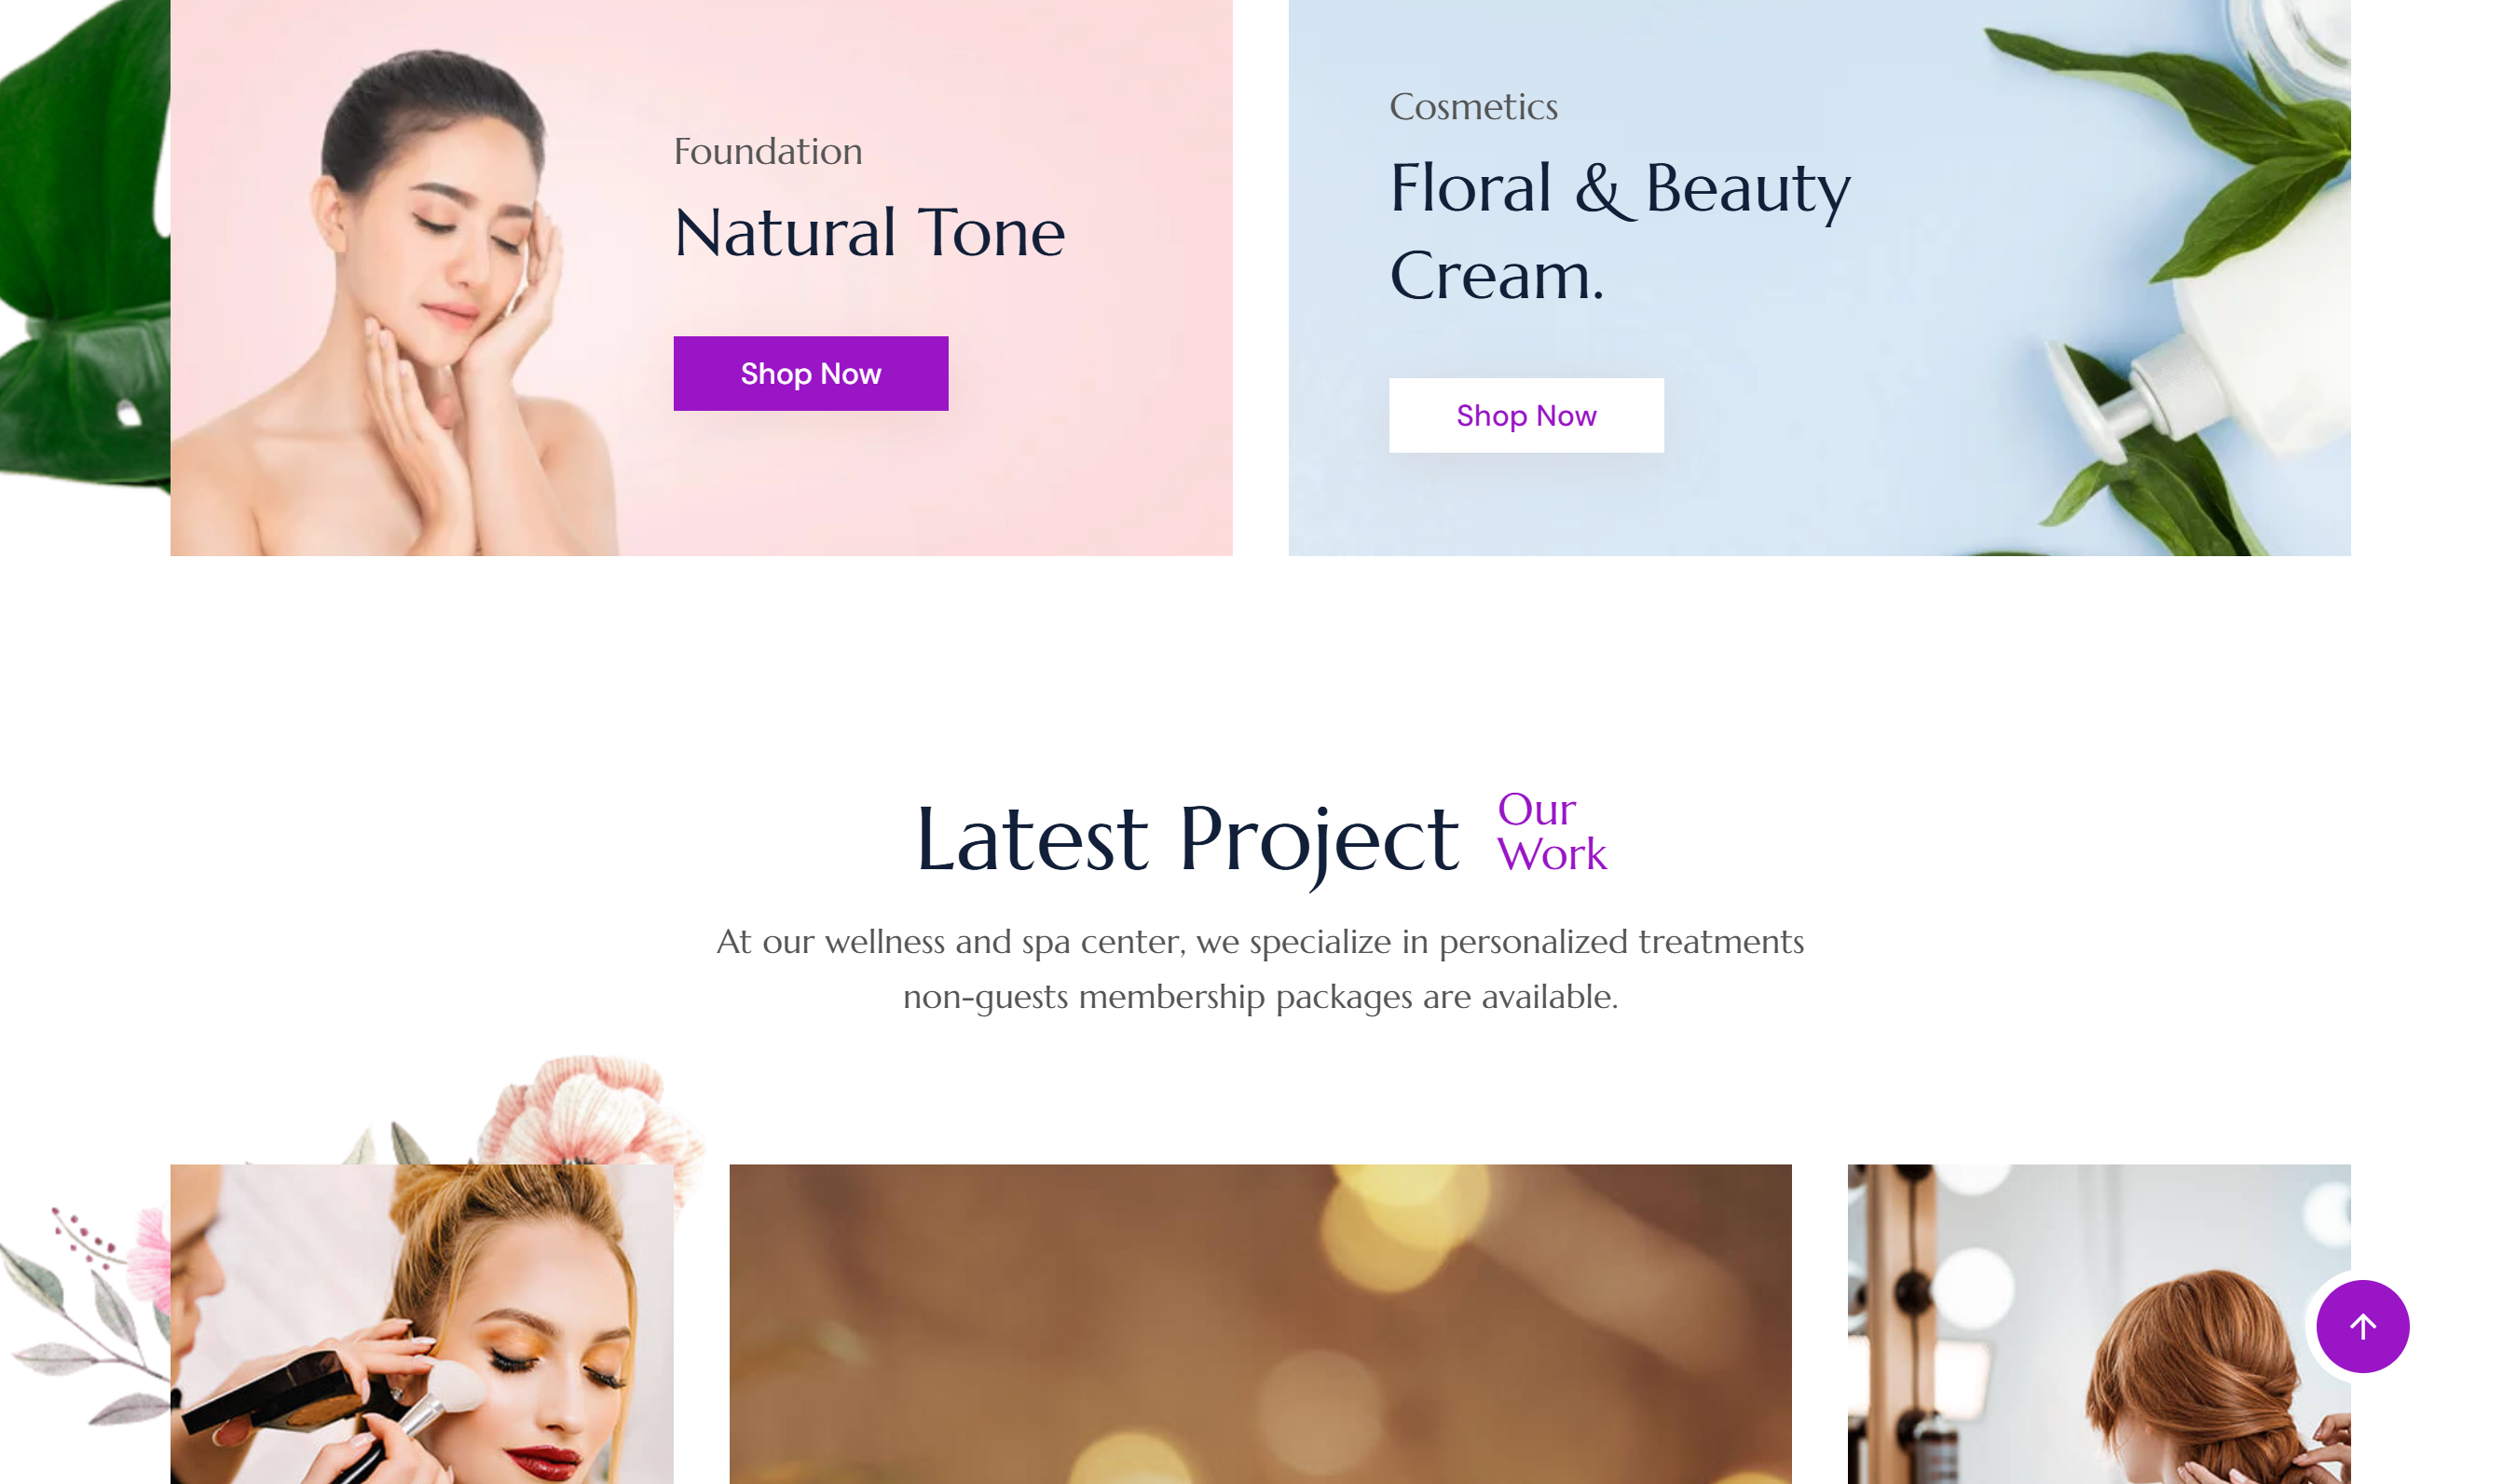 Foundation
Natural Tone
Shop Now
Cosmetics
Floral & Beauty
Cream.
Shop Now
Latest Project
Our
Work
At our wellness and spa center, we specialize in personalized treatments
non-guests membership packages are available.